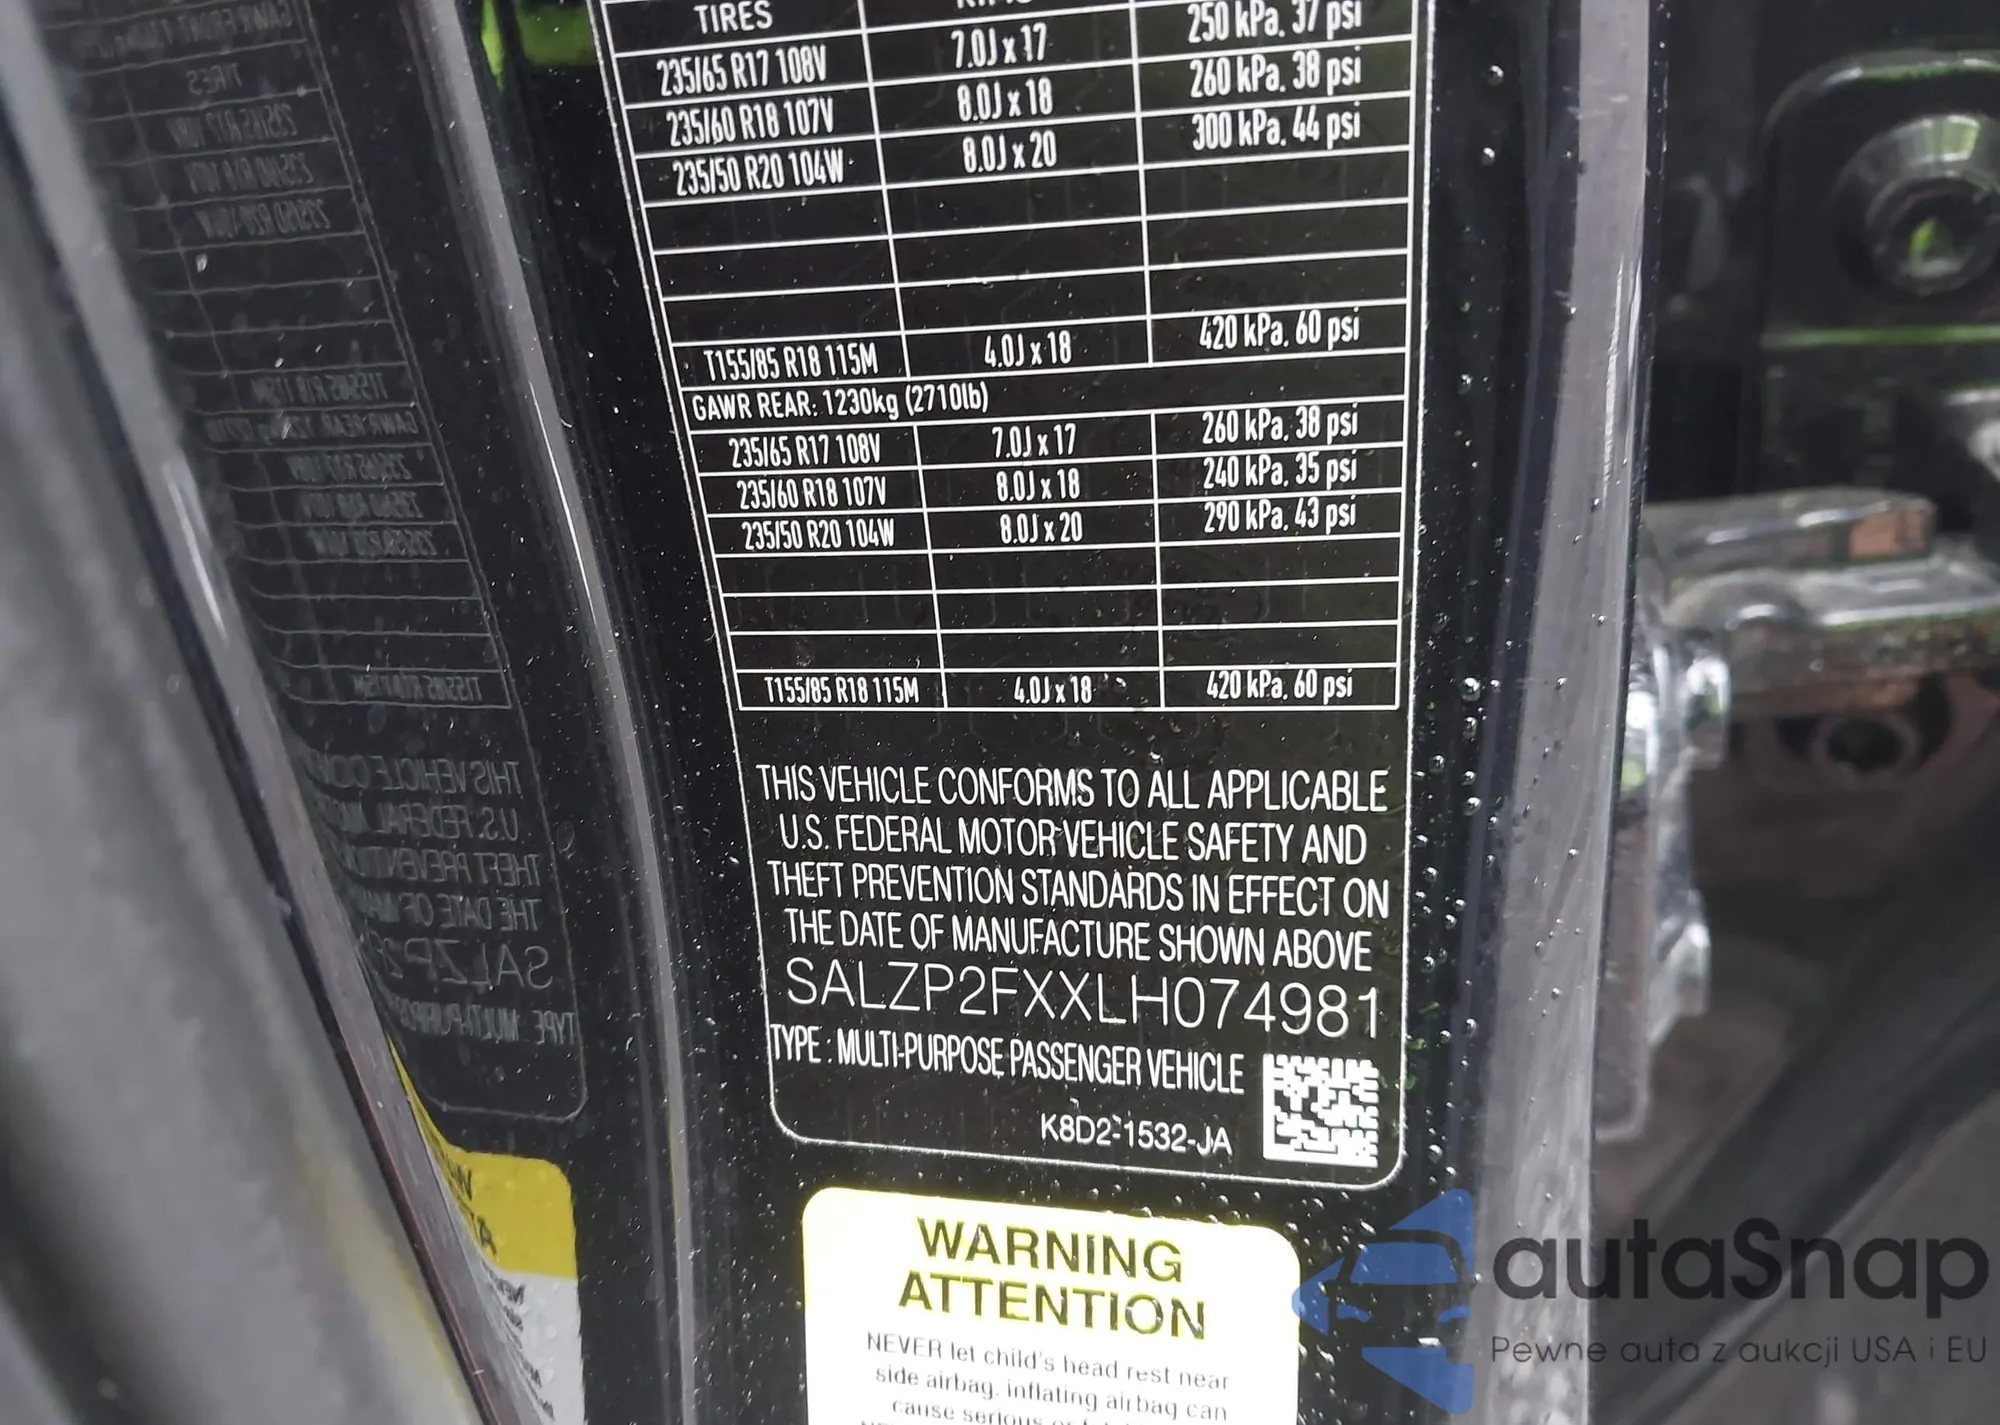 TIRES
235/65 R17 108V 7.0J x 17 250 kPa, 37 psi
235/60 R18 107V 8.0J x 18 260 kPa, 38 psi
235/50 R20 104W 8.0J x 20 300 kPa, 44 psi
T155/85 R18 115M 4.0J x 18 420 kPa, 60 psi
GAWR REAR: 1230kg (2710lb)
235/65 R17 108V 7.0J x 17 260 kPa, 38 psi
235/60 R18 107V 8.0J x 18 240 kPa, 35 psi
235/50 R20 104W 8.0J x 20 290 kPa, 43 psi
T155/85 R18 115M 4.0J x 18 420 kPa, 60 psi
THIS VEHICLE CONFORMS TO ALL APPLICABLE
U.S. FEDERAL MOTOR VEHICLE SAFETY AND
THEFT PREVENTION STANDARDS IN EFFECT ON
THE DATE OF MANUFACTURE SHOWN ABOVE
SALZP2FXXLH074981
TYPE : MULTI-PURPOSE PASSENGER VEHICLE
K8D2-1532-JA
WARNING
ATTENTION
NEVER let child's head rest near
side airbag, inflating airbag can
cause serious
autaSnap
Pewne auta z aukcji USA i EU